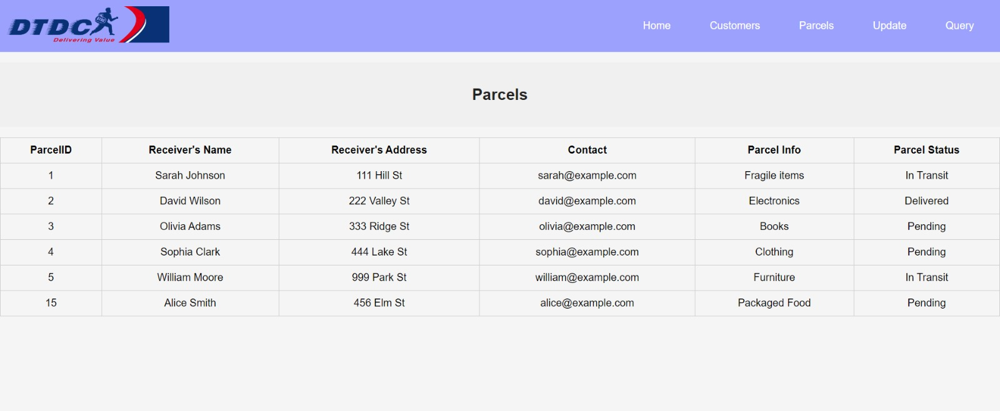 DTDC
DTDC
Delivering Value
Home Customers Parcels Update Query
Parcels
ParcelID Receiver's Name Receiver's Address Contact Parcel Info Parcel Status
1 Sarah Johnson 111 Hill St sarah@example.com Fragile items In Transit
2 David Wilson 222 Valley St david@example.com Electronics Delivered
3 Olivia Adams 333 Ridge St olivia@example.com Books Pending
4 Sophia Clark 444 Lake St sophia@example.com Clothing Pending
5 William Moore 999 Park St william@example.com Furniture In Transit
15 Alice Smith 456 Elm St alice@example.com Packaged Food Pending